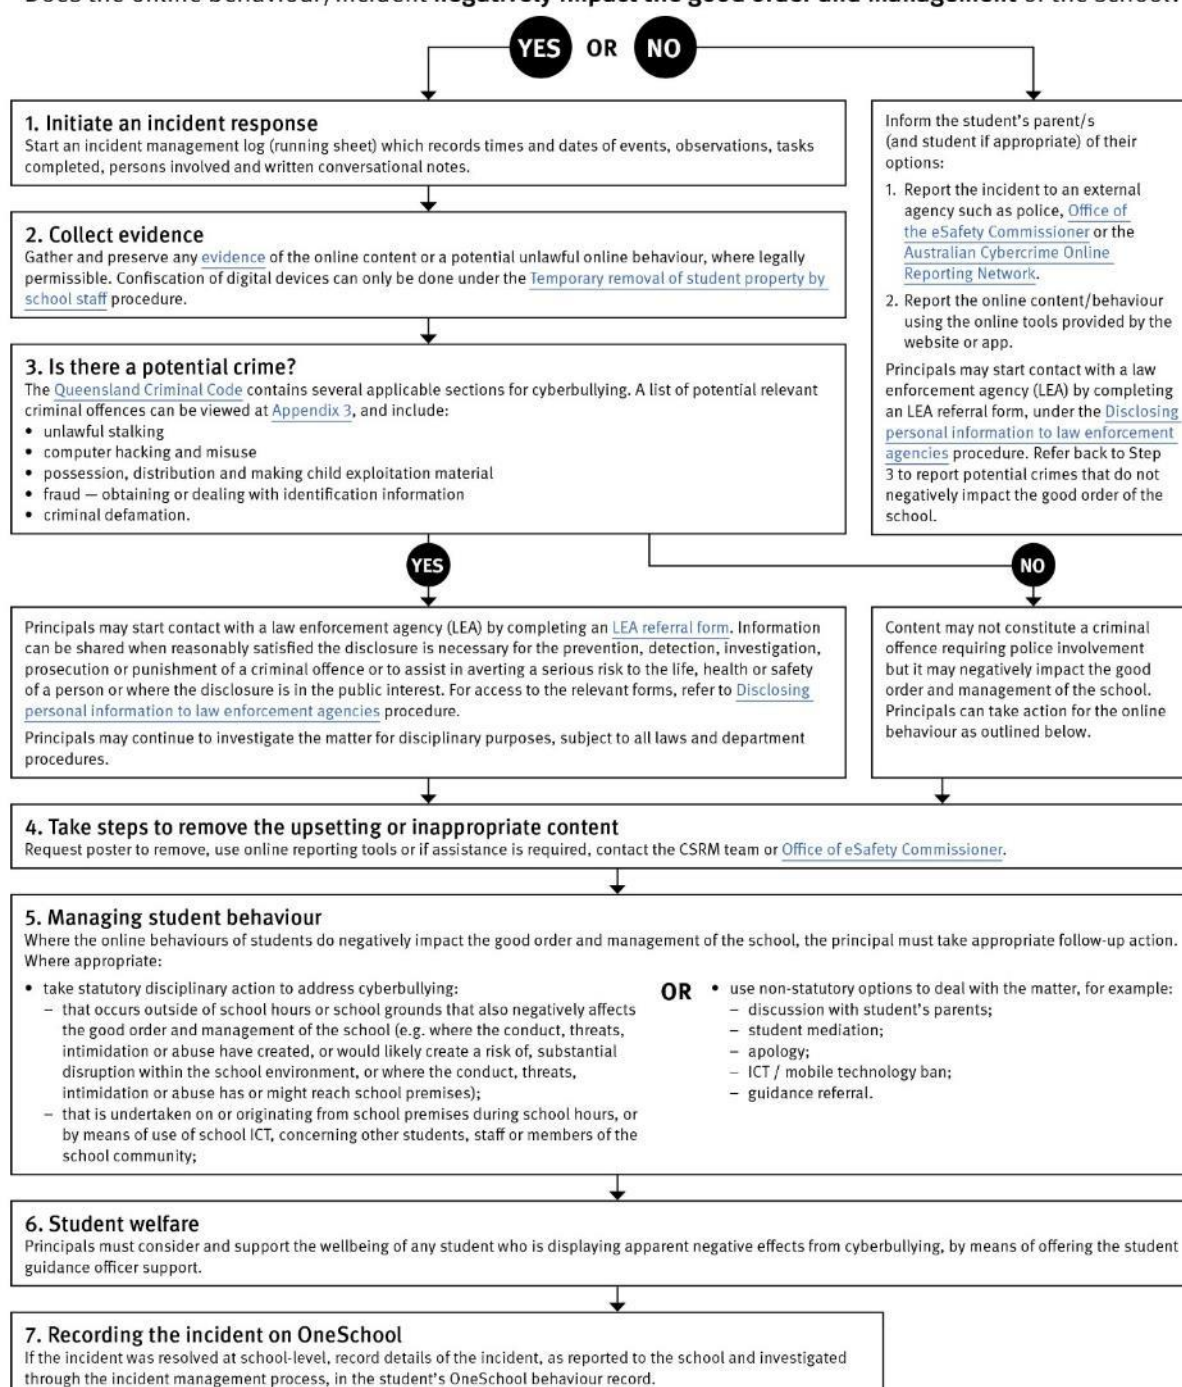 Does the online behaviour/incident negatively impact the good order and management of the school?
YES OR NO
1. Initiate an incident response
Start an incident management log (running sheet) which records times and dates of events, observations, tasks
completed, persons involved and written conversational notes.
2. Collect evidence
Gather and preserve any evidence of the online content or a potential unlawful online behaviour, where legally
permissible. Confiscation of digital devices can only be done under the Temporary removal of student property by
school staff procedure.
3. Is there a potential crime?
The Queensland Criminal Code contains several applicable sections for cyberbullying. A list of potential relevant
criminal offences can be viewed at Appendix 3, and include:
• unlawful stalking
• computer hacking and misuse
• possession, distribution and making child exploitation material
• fraud — obtaining or dealing with identification information
• criminal defamation.
Inform the student's parent/s
(and student if appropriate) of their
options:
1. Report the incident to an external
agency such as police, Office of
the eSafety Commissioner or the
Australian Cybercrime Online
Reporting Network.
2. Report the online content/behaviour
using the online tools provided by the
website or app.
Principals may start contact with a law
enforcement agency (LEA) by completing
an LEA referral form, under the Disclosing
personal information to law enforcement
agencies procedure. Refer back to Step
3 to report potential crimes that do not
negatively impact the good order of the
school.
YES
NO
Principals may start contact with a law enforcement agency (LEA) by completing an LEA referral form. Information
can be shared when reasonably satisfied the disclosure is necessary for the prevention, detection, investigation,
prosecution or punishment of a criminal offence or to assist in averting a serious risk to the life, health or safety
of a person or where the disclosure is in the public interest. For access to the relevant forms, refer to Disclosing
personal information to law enforcement agencies procedure.
Principals may continue to investigate the matter for disciplinary purposes, subject to all laws and department
procedures.
Content may not constitute a criminal
offence requiring police involvement
but it may negatively impact the good
order and management of the school.
Principals can take action for the online
behaviour as outlined below.
4. Take steps to remove the upsetting or inappropriate content
Request poster to remove, use online reporting tools or if assistance is required, contact the CSRM team or Office of eSafety Commissioner.
5. Managing student behaviour
Where the online behaviours of students do negatively impact the good order and management of the school, the principal must take appropriate follow-up action.
Where appropriate:
• take statutory disciplinary action to address cyberbullying:
– that occurs outside of school hours or school grounds that also negatively affects
the good order and management of the school (e.g. where the conduct, threats,
intimidation or abuse have created, or would likely create a risk of, substantial
disruption within the school environment, or where the conduct, threats,
intimidation or abuse has or might reach school premises);
– that is undertaken on or originating from school premises during school hours, or
by means of use of school ICT, concerning other students, staff or members of the
school community;
OR
• use non-statutory options to deal with the matter, for example:
– discussion with student's parents;
– student mediation;
– apology;
– ICT / mobile technology ban;
– guidance referral.
6. Student welfare
Principals must consider and support the wellbeing of any student who is displaying apparent negative effects from cyberbullying, by means of offering the student
guidance officer support.
7. Recording the incident on OneSchool
If the incident was resolved at school-level, record details of the incident, as reported to the school and investigated
through the incident management process, in the student's OneSchool behaviour record.